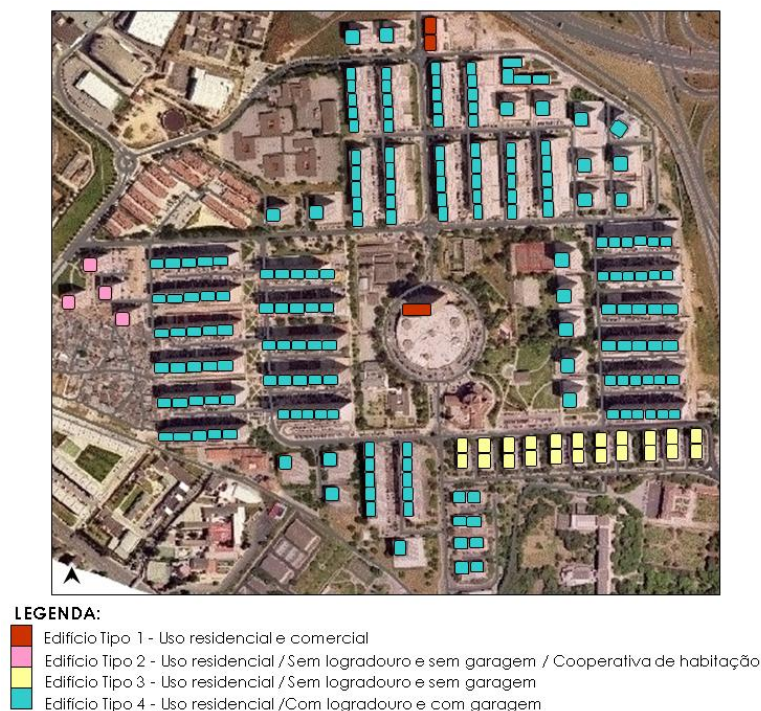 LEGENDA:
Edifício Tipo 1 - Uso residencial e comercial
Edifício Tipo 2 - Uso residencial / Sem logradouro e sem garagem / Cooperativa de habitação
Edifício Tipo 3 - Uso residencial / Sem logradouro e sem garagem
Edifício Tipo 4 - Uso residencial /Com logradouro e com garagem